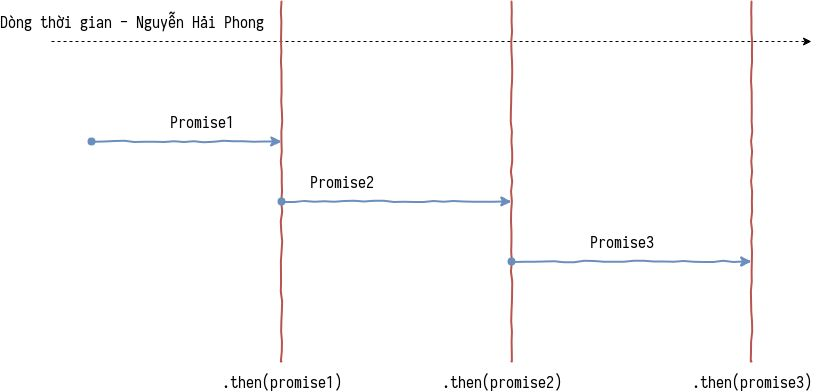 Dòng thời gian - Nguyễn Hải Phong
Promise1
Promise2
Promise3
.then(promise1)
.then(promise2)
.then(promise3)